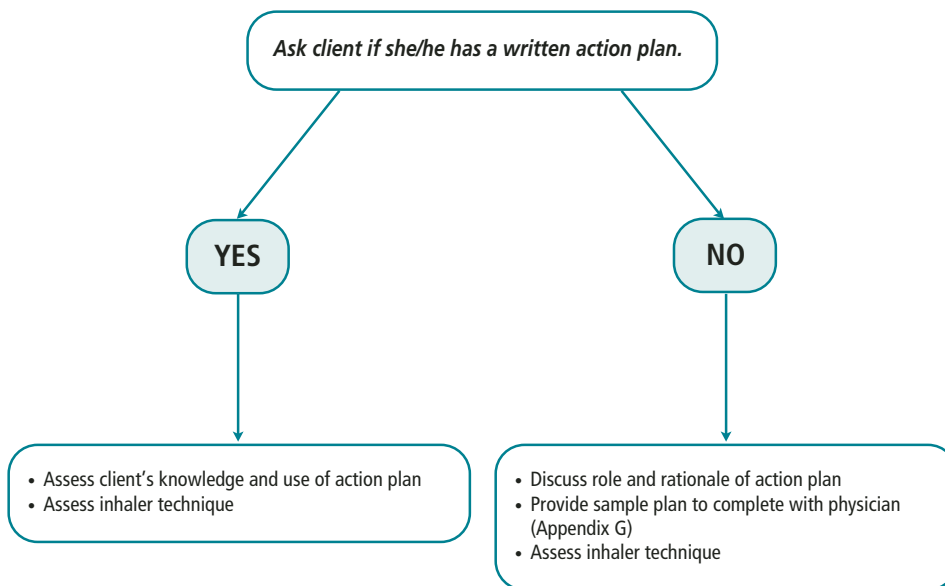 Ask client if she/he has a written action plan.
YES
NO
• Assess client's knowledge and use of action plan
• Assess inhaler technique
• Discuss role and rationale of action plan
• Provide sample plan to complete with physician
(Appendix G)
• Assess inhaler technique